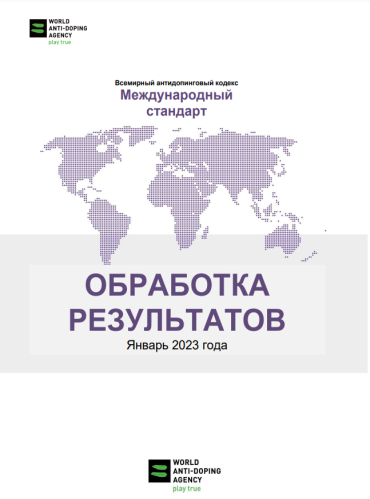 WORLD
ANTI-DOPING
AGENCY
play true
Всемирный антидопинговый кодекс
Международный
стандарт
ОБРАБОТКА
РЕЗУЛЬТАТОВ
Январь 2023 года
WORLD
ANTI-DOPING
AGENCY
play true